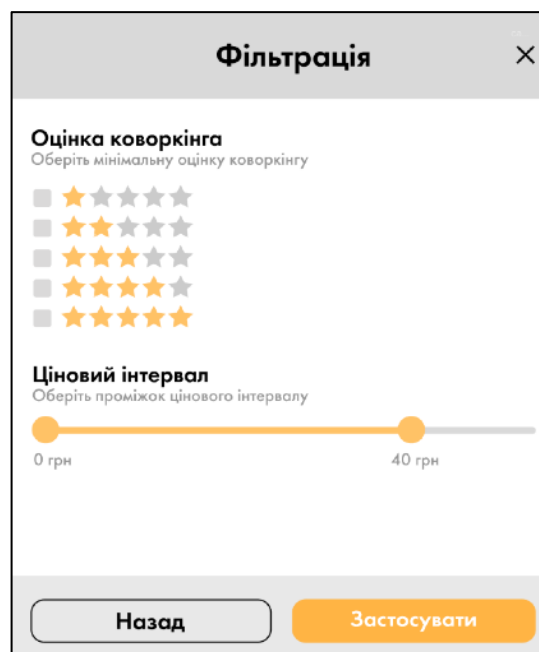 Фільтрація
Оцінка коворкінга
Оберіть мінімальну оцінку коворкінгу
Ціновий інтервал
Оберіть проміжок цінового інтервалу
0 грн 40 грн
Назад Застосувати